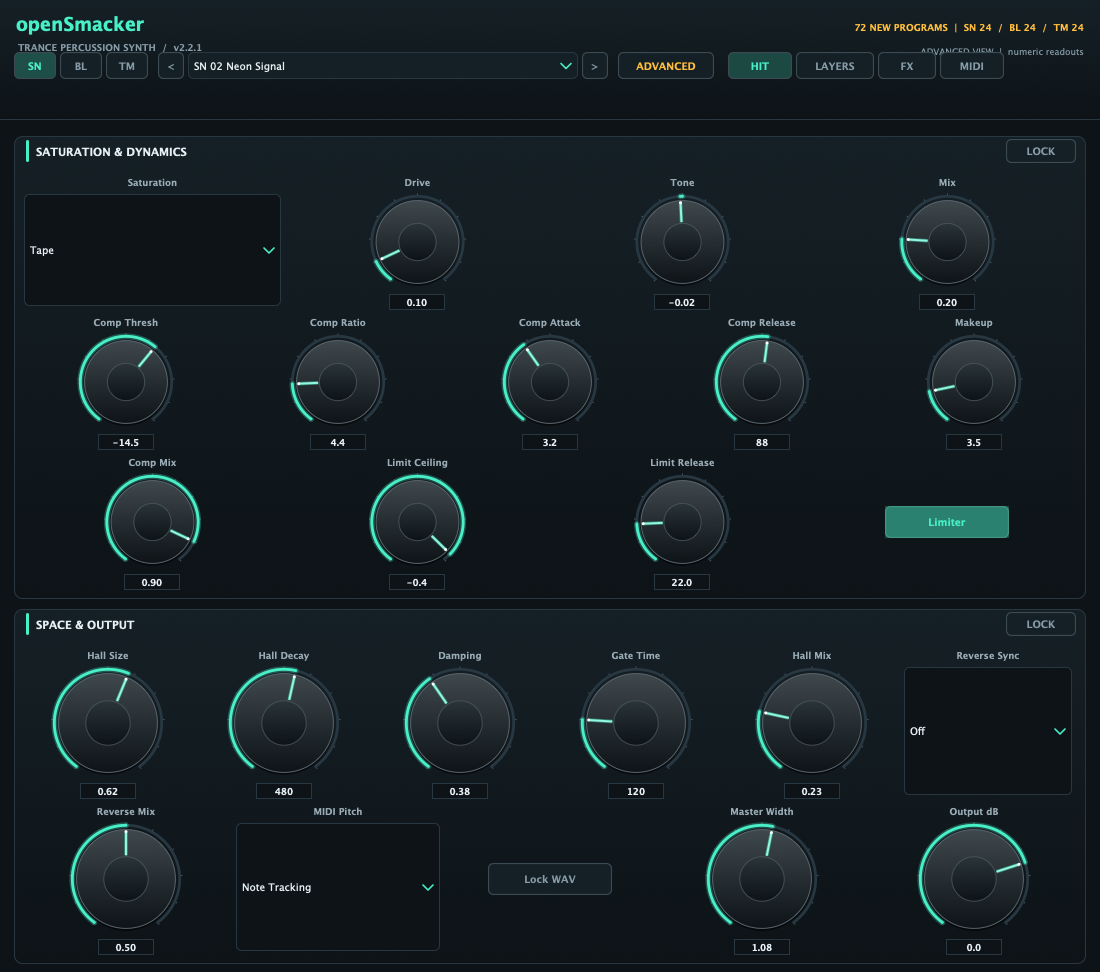 openSmacker
72 NEW PROGRAMS | SN 24 / BL 24 / TM 24
TRANCE PERCUSSION SYNTH / v2.2.1
ADVANCED VIEW | numeric readouts
SN BL TM < SN 02 Neon Signal > ADVANCED HIT LAYERS FX MIDI
SATURATION & DYNAMICS LOCK
Saturation Drive Tone Mix
Tape
0.10 -0.02 0.20
Comp Thresh Comp Ratio Comp Attack Comp Release Makeup
-14.5 4.4 3.2 88 3.5
Comp Mix Limit Ceiling Limit Release
Limiter
0.90 -0.4 22.0
SPACE & OUTPUT LOCK
Hall Size Hall Decay Damping Gate Time Hall Mix Reverse Sync
Off
0.62 480 0.38 120 0.23
Reverse Mix MIDI Pitch Master Width Output dB
Note Tracking Lock WAV
0.50 1.08 0.0